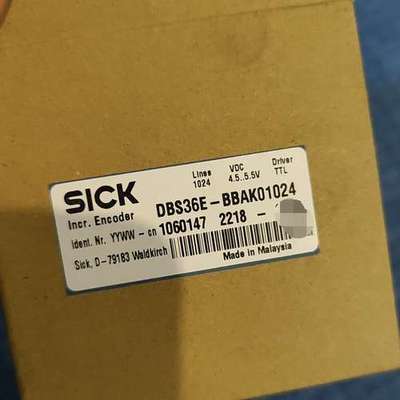 Lines VDC Driver
1024 4.5..5.5V TTL
SICK
Incr. Encoder DBS36E-BBAK01024
Ident. Nr. YYWW - cn 1060147 2218 -
Sick, D-79183 Waldkirch Made in Malaysia